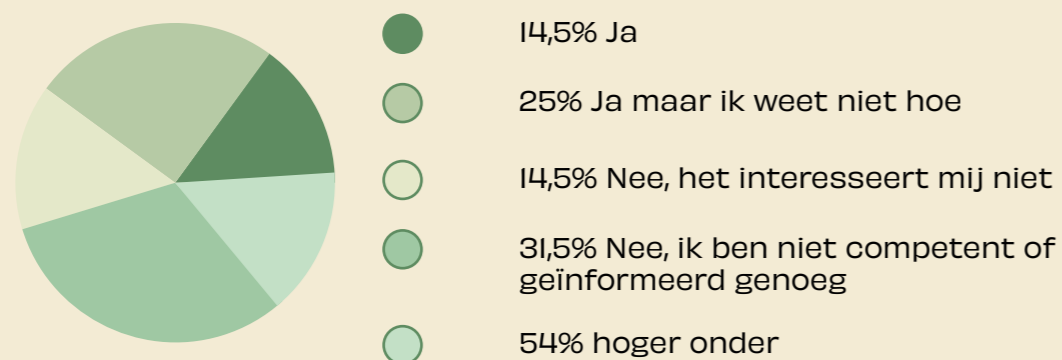 14,5% Ja
25% Ja maar ik weet niet hoe
14,5% Nee, het interesseert mij niet
31,5% Nee, ik ben niet competent of
geïnformeerd genoeg
54% hoger onder